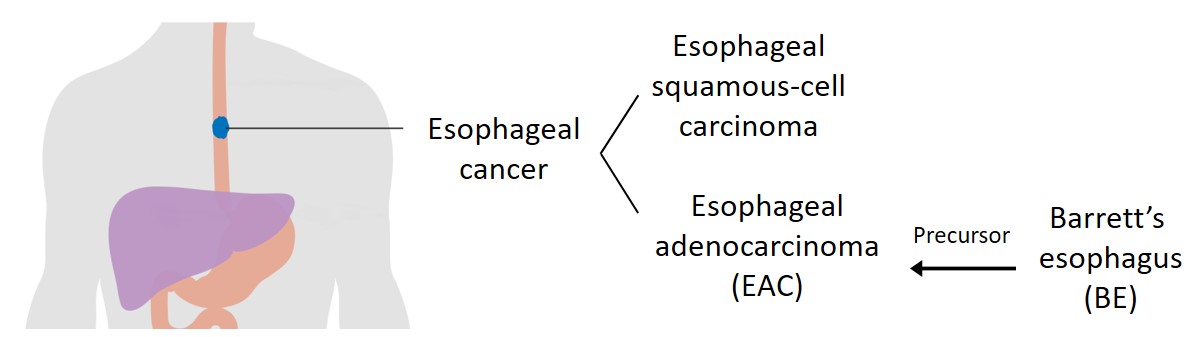 Esophageal
cancer
Esophageal
squamous-cell
carcinoma
Esophageal
adenocarcinoma
(EAC)
Precursor
Barrett’s
esophagus
(BE)